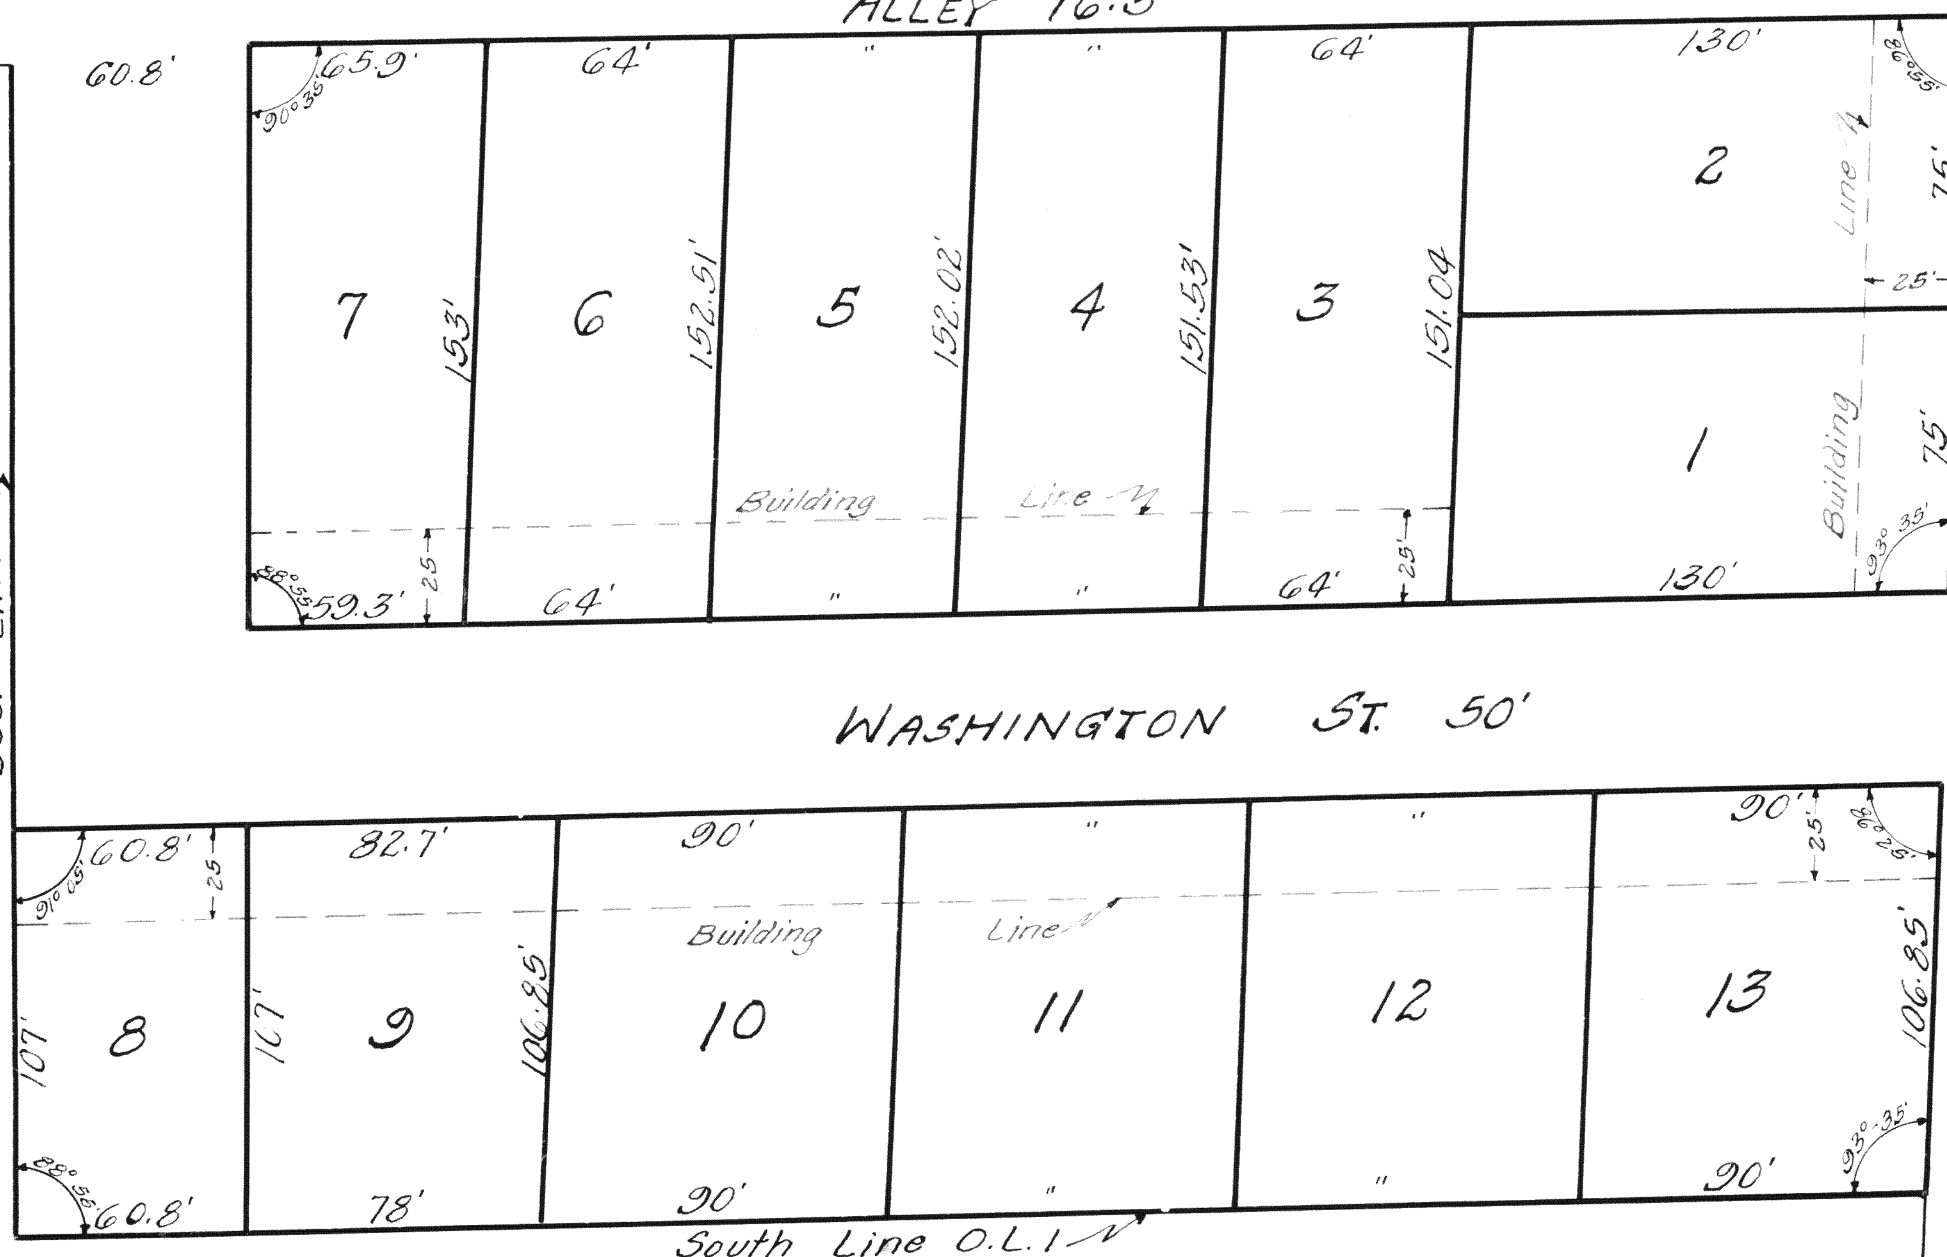 ALLEY 16.5
60.8'
65.9' 64' " " 64' 130'
90° 35'
86° 55'
2
Line
75'
25'
7 6 5 4 3
153' 152.51' 152.02' 151.53' 151.04
1
Building
75'
93° 35'
Building Line
25 25'
88° 55'
59.3' 64' " " 64' 130'
WASHINGTON ST. 50'
60.8' 82.7' 90' " " 90'
91° 05'
25 25'
86° 25'
Building Line
8 9 10 11 12 13
107' 107' 106.85' 106.85'
88° 55'
93°-35'
60.8' 78' 90' " " 90'
South Line O.L.1